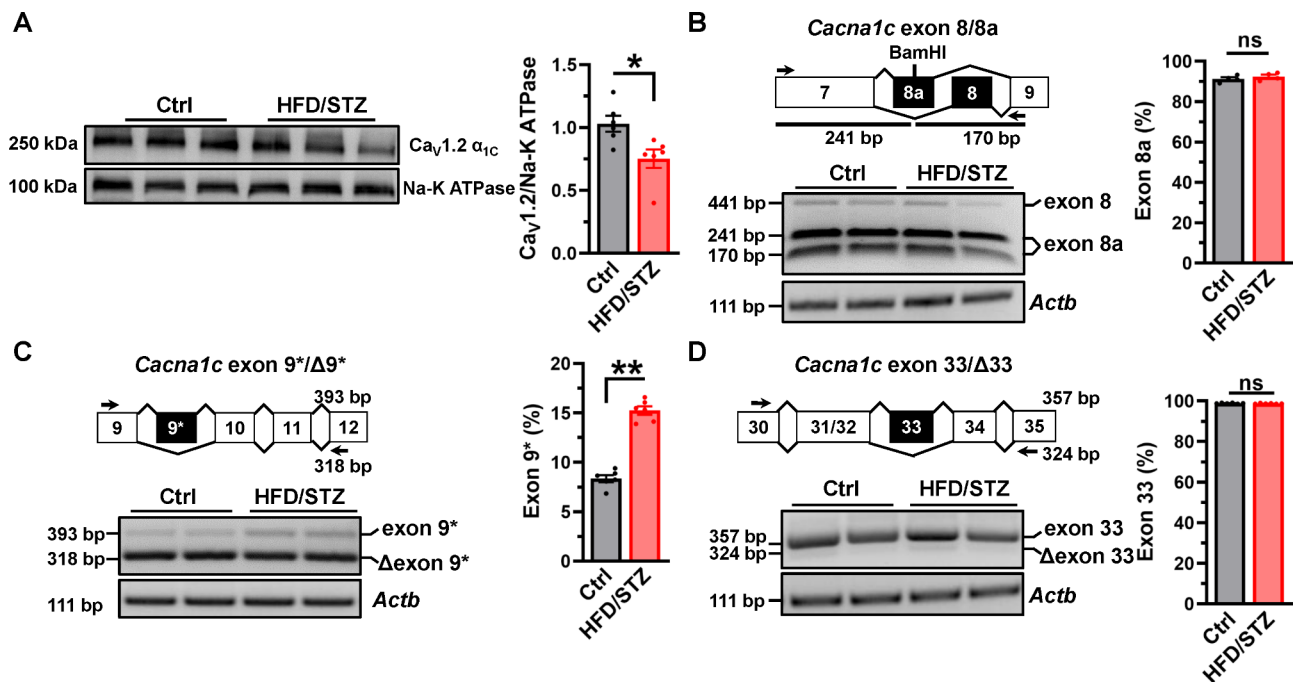 A
Ctrl
HFD/STZ
250 kDa
Ca_V1.2 α_1C
100 kDa
Na-K ATPase
Ca_V1.2/Na-K ATPase
1.5
1.0
0.5
0.0
*
Ctrl
HFD/STZ
B
Cacna1c exon 8/8a
BamHI
7
8a
8
9
241 bp
170 bp
Ctrl
HFD/STZ
441 bp
exon 8
241 bp
exon 8a
170 bp
111 bp
Actb
Exon 8a (%)
100
80
60
40
20
0
ns
Ctrl
HFD/STZ
C
Cacna1c exon 9*/Δ9*
393 bp
9
9*
10
11
12
318 bp
Ctrl
HFD/STZ
393 bp
exon 9*
318 bp
Δexon 9*
111 bp
Actb
Exon 9* (%)
20
15
10
5
0
**
Ctrl
HFD/STZ
D
Cacna1c exon 33/Δ33
357 bp
30
31/32
33
34
35
324 bp
Ctrl
HFD/STZ
357 bp
exon 33
324 bp
Δexon 33
111 bp
Actb
Exon 33 (%)
100
80
60
40
20
0
ns
Ctrl
HFD/STZ